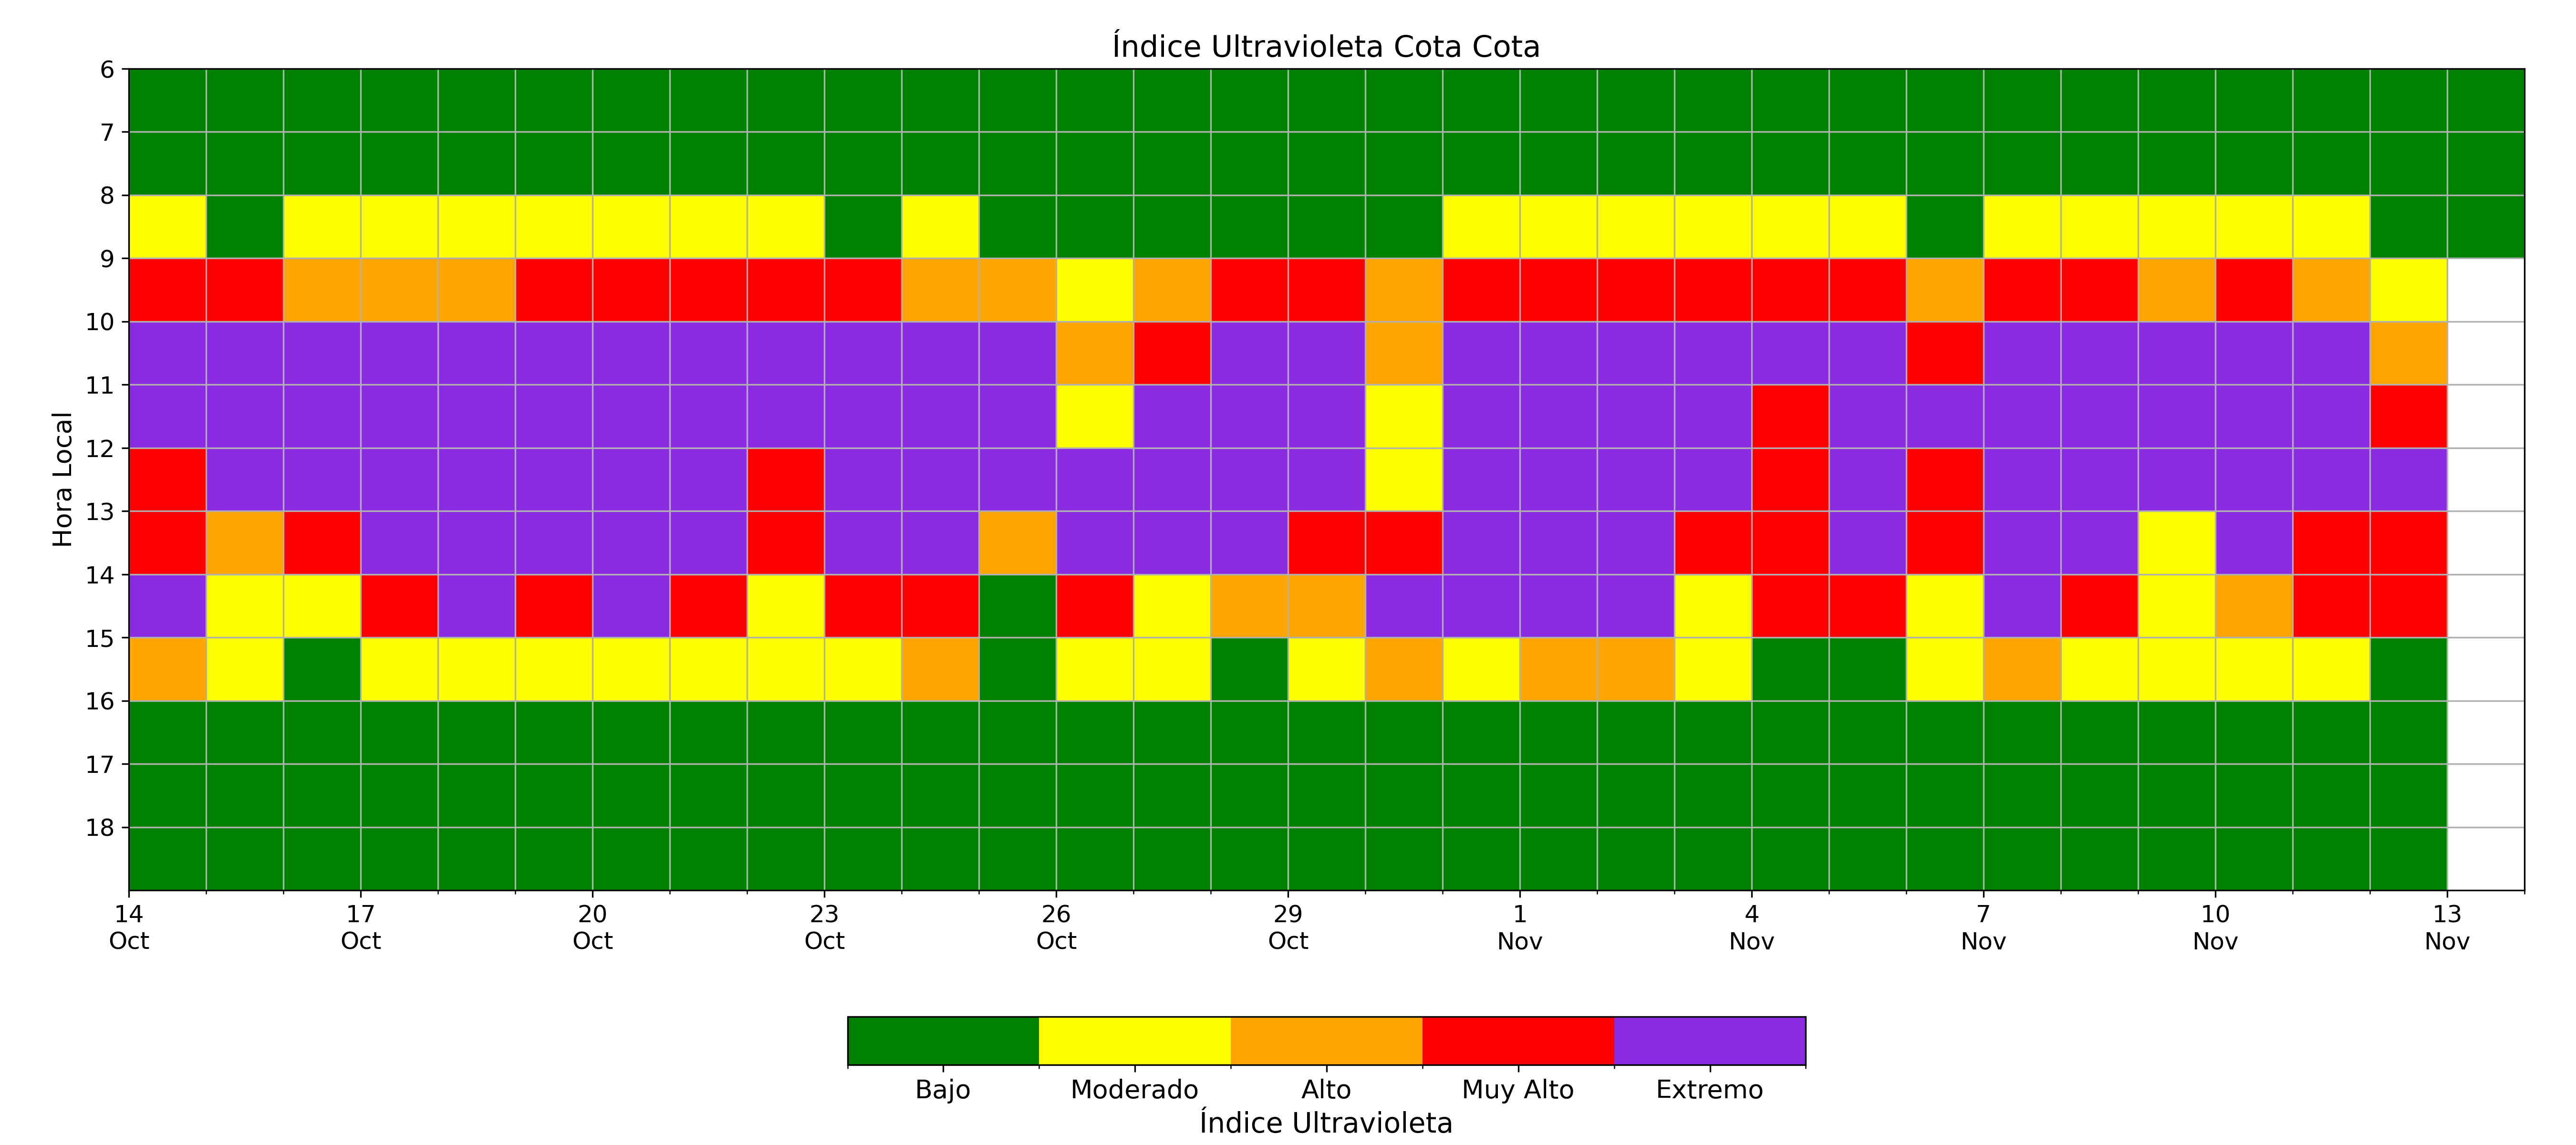 Índice Ultravioleta Cota Cota
6
7
8
9
10
11
12
13
14
15
16
17
18
Hora Local
14 17 20 23 26 29 1 4 7 10 13
Oct Oct Oct Oct Oct Oct Nov Nov Nov Nov Nov
Bajo Moderado Alto Muy Alto Extremo
Índice Ultravioleta